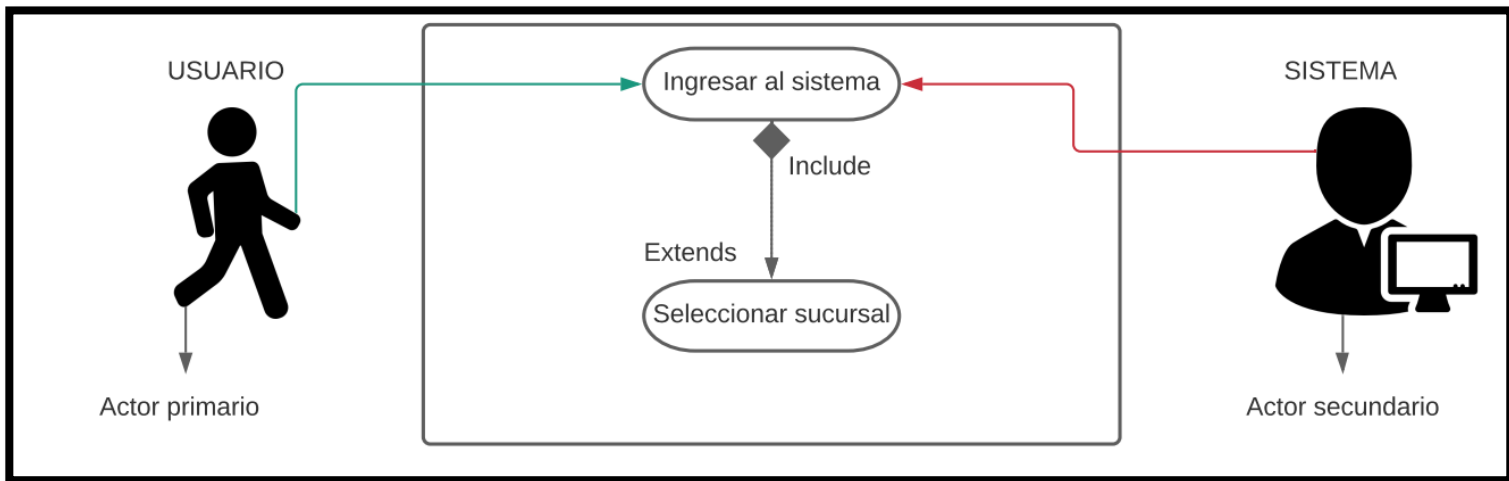 USUARIO
Ingresar al sistema
SISTEMA
Include
Extends
Seleccionar sucursal
Actor primario
Actor secundario